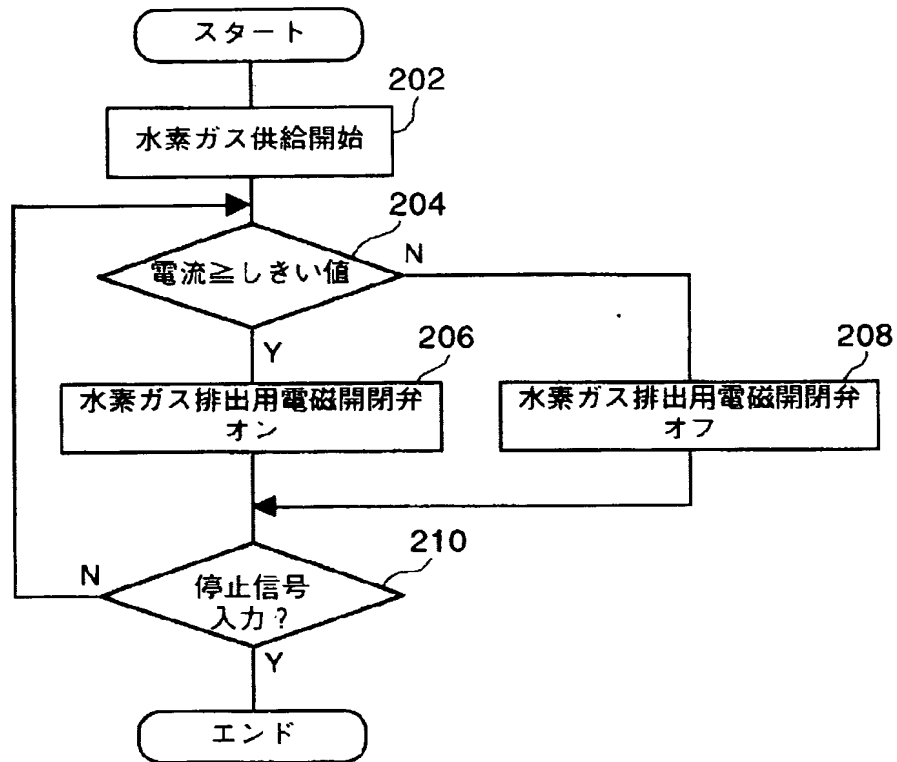 スタート
202
水素ガス供給開始
204
電流≧しきい値
N
Y
206
水素ガス排出用電磁開閉弁
オン
208
水素ガス排出用電磁開閉弁
オフ
210
停止信号
入力?
N
Y
エンド